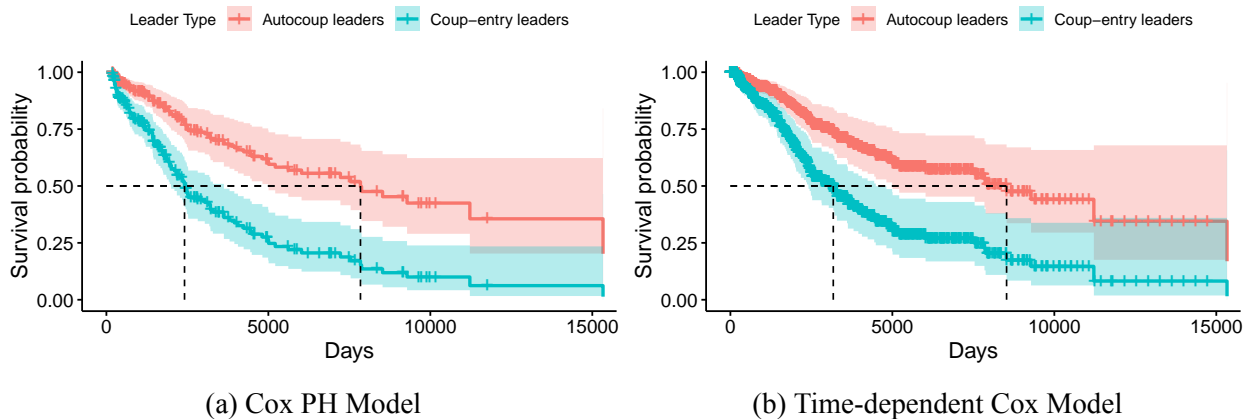 Leader Type Autocoup leaders Coup−entry leaders
1.00
0.75
0.50
0.25
0.00
Survival probability
0 5000 10000 15000
Days
(a) Cox PH Model
Leader Type Autocoup leaders Coup−entry leaders
1.00
0.75
0.50
0.25
0.00
Survival probability
0 5000 10000 15000
Days
(b) Time-dependent Cox Model